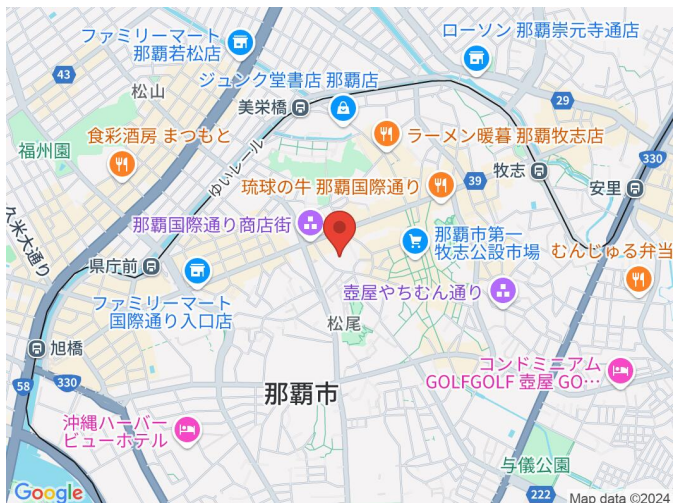 ファミリーマート
那覇若松店
ローソン 那覇崇元寺通店
43
松山
ジュンク堂書店 那覇店
美栄橋
29
福州園
食彩酒房 まつもと
ゆいレール
ラーメン暖暮 那覇牧志店
330
牧志
安里
琉球の牛 那覇国際通り
39
久米大通り
那覇国際通り商店街
那覇市第一
牧志公設市場
むんじゅる弁当
県庁前
ファミリーマート
国際通り入口店
壺屋やちむん通り
松尾
旭橋
コンドミニアム
GOLFGOLF 壺屋 GO…
58
330
那覇市
沖縄ハーバー
ビューホテル
与儀公園
222
Google
Map data ©2024